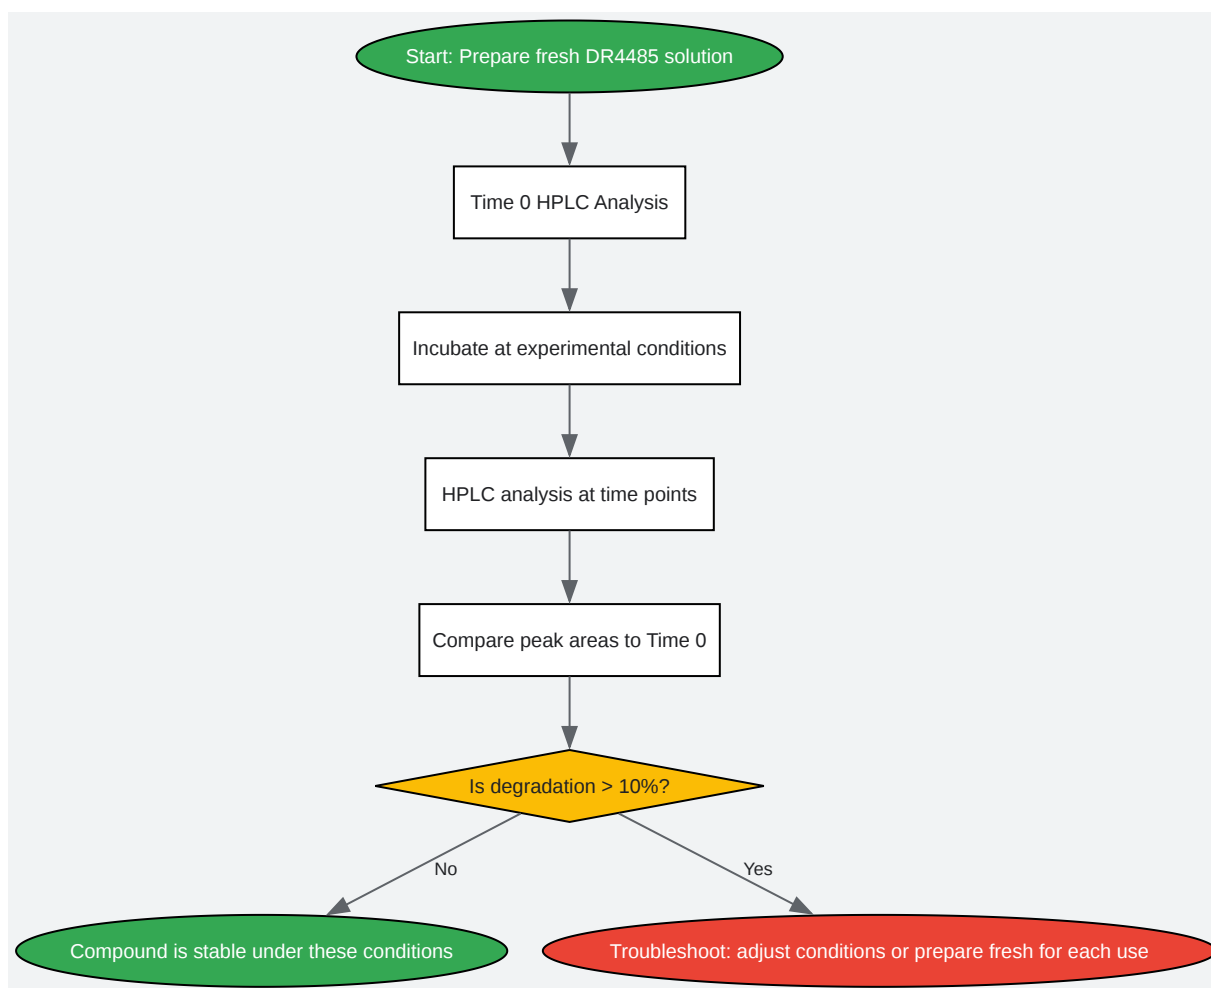 Start: Prepare fresh DR4485 solution
Time 0 HPLC Analysis
Incubate at experimental conditions
HPLC analysis at time points
Compare peak areas to Time 0
Is degradation > 10%?
No
Yes
Compound is stable under these conditions
Troubleshoot: adjust conditions or prepare fresh for each use